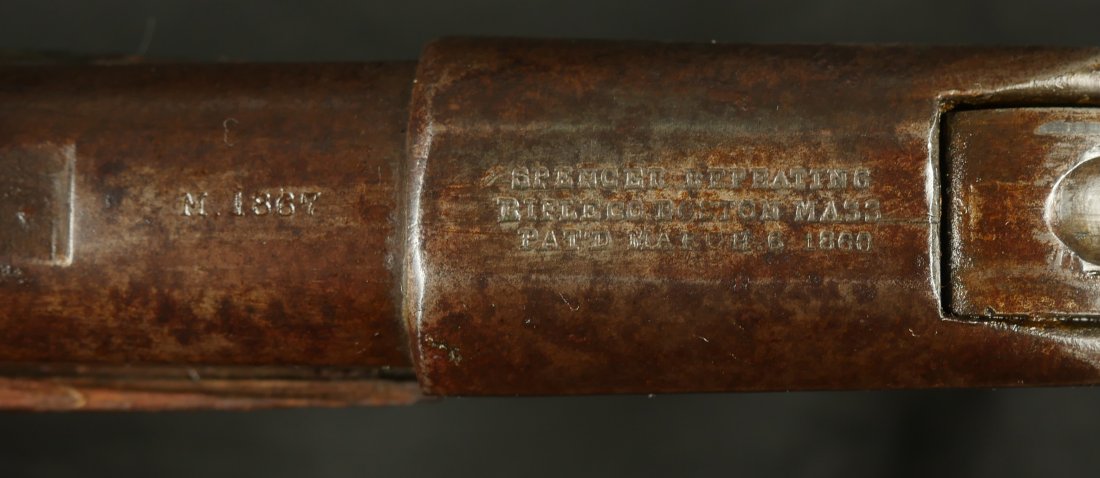 M. 1867
SPENCER REPEATING
RIFLE CO. BOSTON MASS
PAT'D MARCH 6 1860